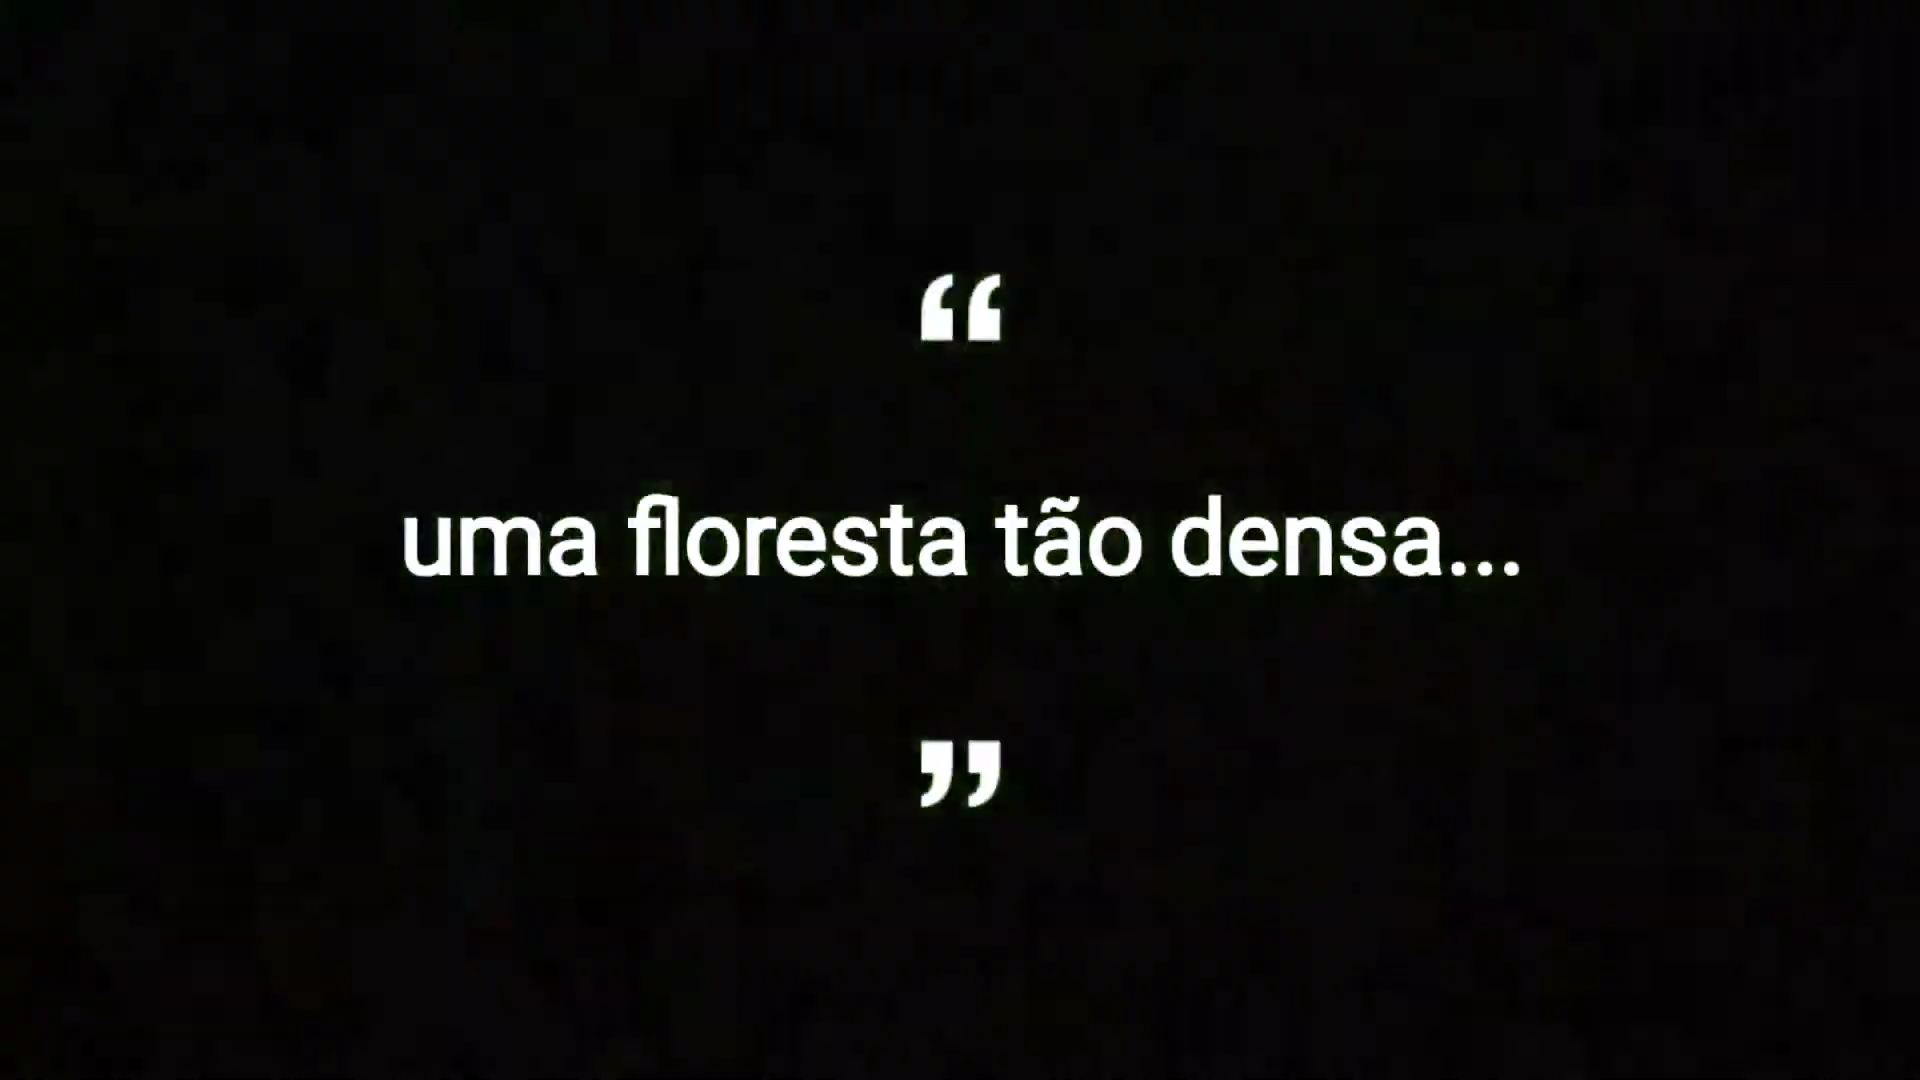 “
uma floresta tão densa...
”